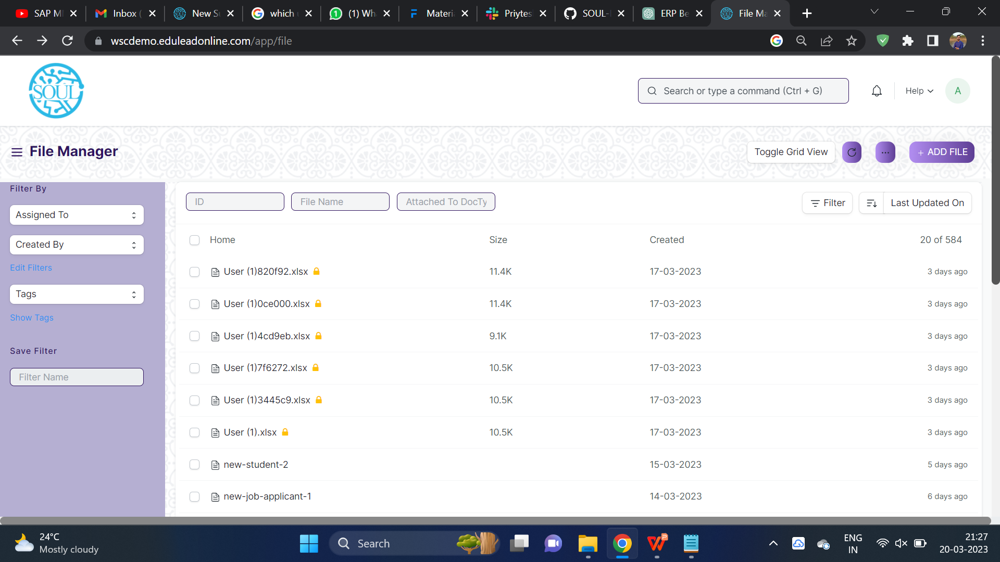 SAP M
Inbox (
New S
which
(1) Wh
Materi
Priytes
SOUL-
ERP Be
File Ma
wscdemo.eduleadonline.com/app/file
SOUL
Search or type a command (Ctrl + G)
Help
A
File Manager
Toggle Grid View
... + ADD FILE
Filter By
Assigned To
Created By
Edit Filters
Tags
Show Tags
Save Filter
Filter Name
ID
File Name
Attached To DocTy
Filter
Last Updated On
Home Size Created 20 of 584
User (1)820f92.xlsx 11.4K 17-03-2023 3 days ago
User (1)0ce000.xlsx 11.4K 17-03-2023 3 days ago
User (1)4cd9eb.xlsx 9.1K 17-03-2023 3 days ago
User (1)7f6272.xlsx 10.5K 17-03-2023 3 days ago
User (1)3445c9.xlsx 10.5K 17-03-2023 3 days ago
User (1).xlsx 10.5K 17-03-2023 3 days ago
new-student-2 15-03-2023 5 days ago
new-job-applicant-1 14-03-2023 6 days ago
24°C
Mostly cloudy
Search
ENG
IN
21:27
20-03-2023